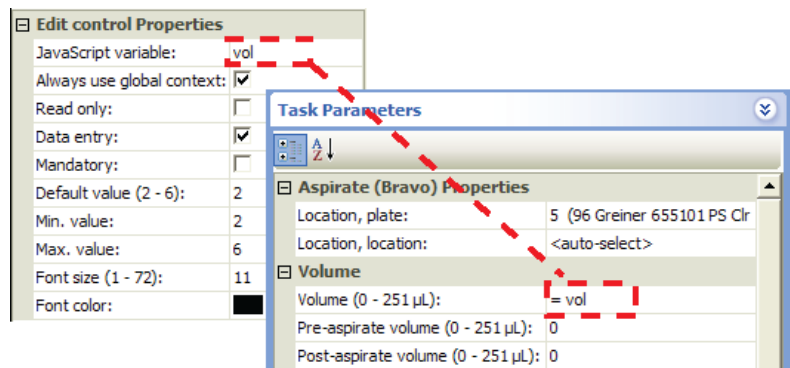 Edit control Properties
JavaScript variable: vol
Always use global context:
Read only:
Data entry:
Mandatory:
Default value (2 - 6): 2
Min. value: 2
Max. value: 6
Font size (1 - 72): 11
Font color:
Task Parameters
A
Z
Aspirate (Bravo) Properties
Location, plate: 5 (96 Greiner 655101 PS Clr
Location, location: <auto-select>
Volume
Volume (0 - 251 µL): = vol
Pre-aspirate volume (0 - 251 µL): 0
Post-aspirate volume (0 - 251 µL): 0